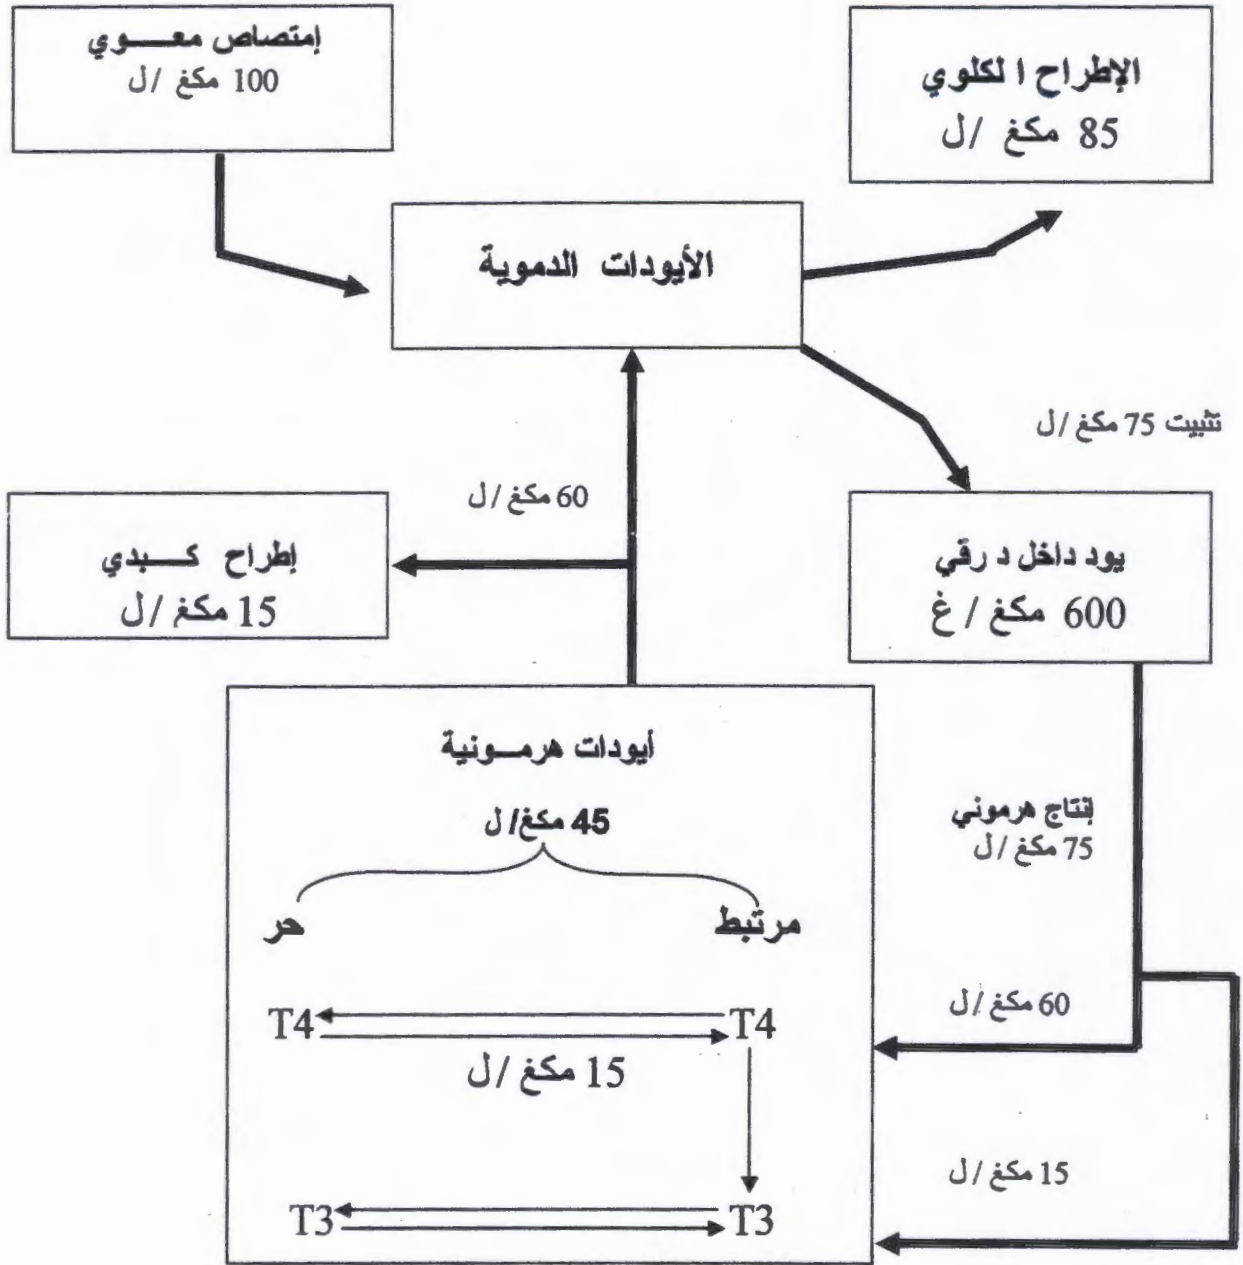 إمتصاص معـــوي
100 مكغ /ل
الإطراح ا لكلوي
85 مكغ /ل
الأيودات الدموية
تثبيت 75 مكغ /ل
60 مكغ /ل
إطراح كـــبدي
15 مكغ /ل
يود داخل د رقي
600 مكغ / غ
أيودات هرمـــونية
45 مكغ/ ل
إنتاج هرموني
75 مكغ /ل
مرتبط
حر
60 مكغ /ل
T4
T4
15 مكغ /ل
15 مكغ /ل
T3
T3